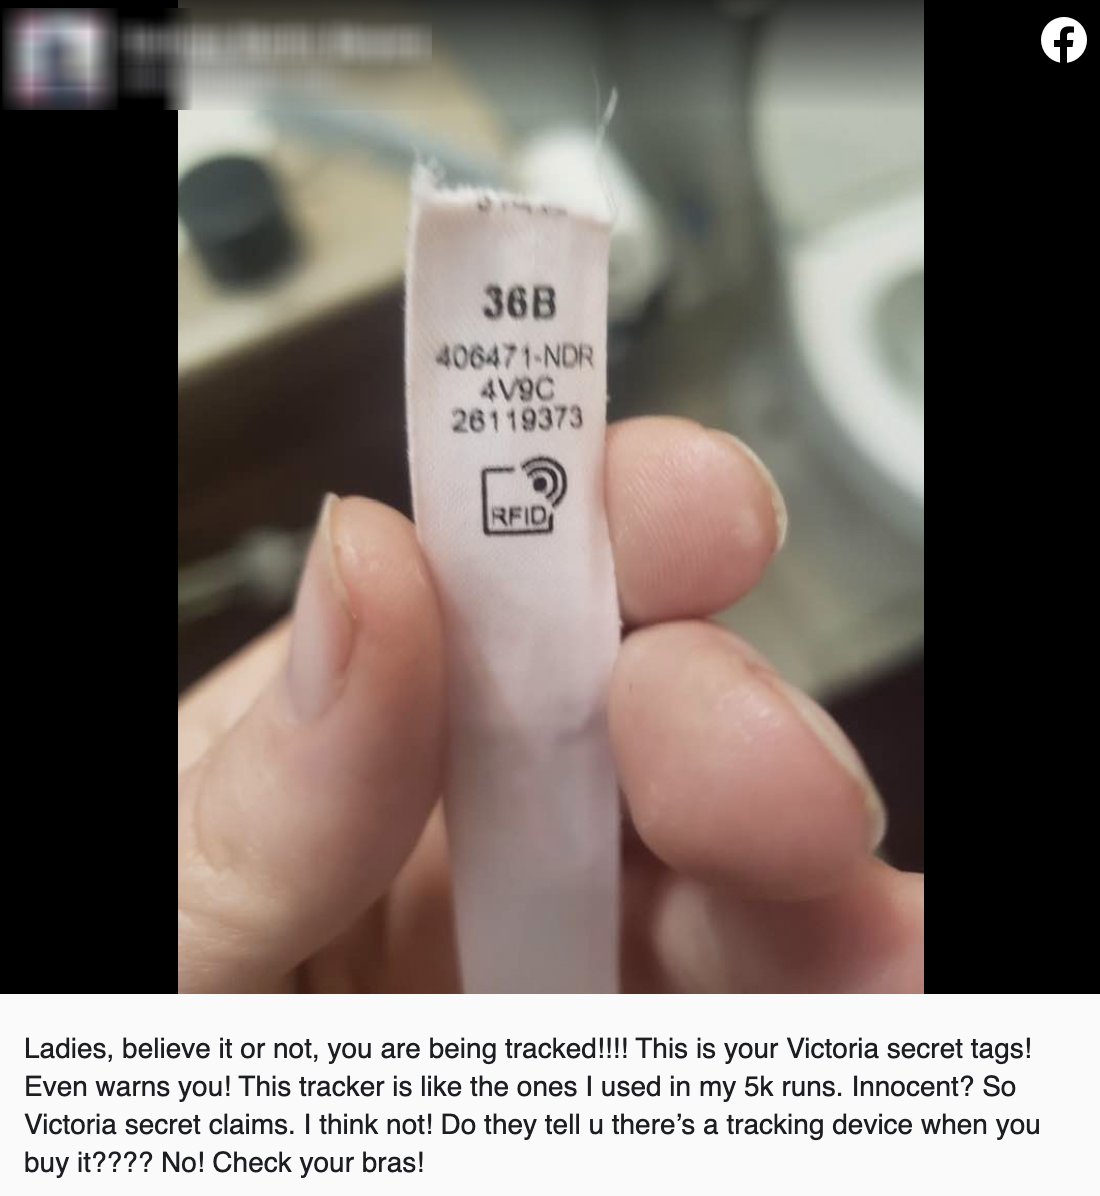 36B
406471-NDR
4V9C
26119373
RFID
Ladies, believe it or not, you are being tracked!!!! This is your Victoria secret tags!
Even warns you! This tracker is like the ones I used in my 5k runs. Innocent? So
Victoria secret claims. I think not! Do they tell u there’s a tracking device when you
buy it???? No! Check your bras!